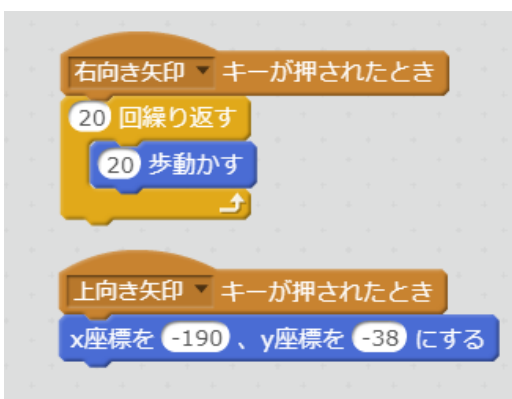 右向き矢印 キーが押されたとき
20 回繰り返す
20 歩動かす
上向き矢印 キーが押されたとき
x座標を -190 、y座標を -38 にする